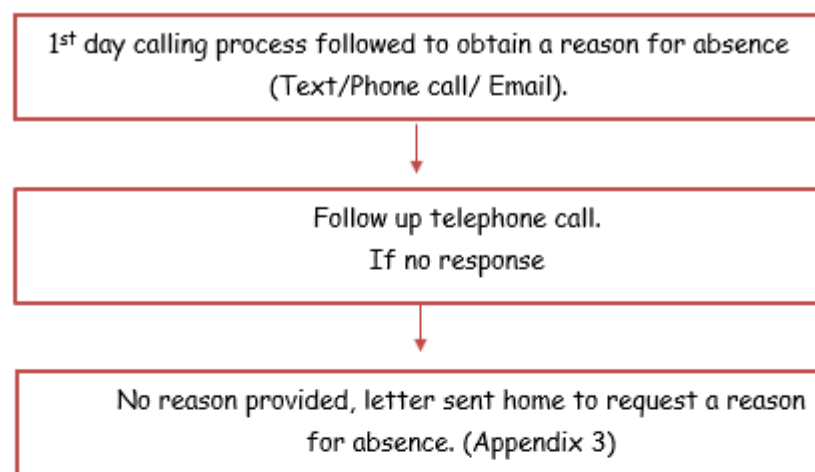 1st day calling process followed to obtain a reason for absence
(Text/Phone call/ Email).
Follow up telephone call.
If no response
No reason provided, letter sent home to request a reason
for absence. (Appendix 3)